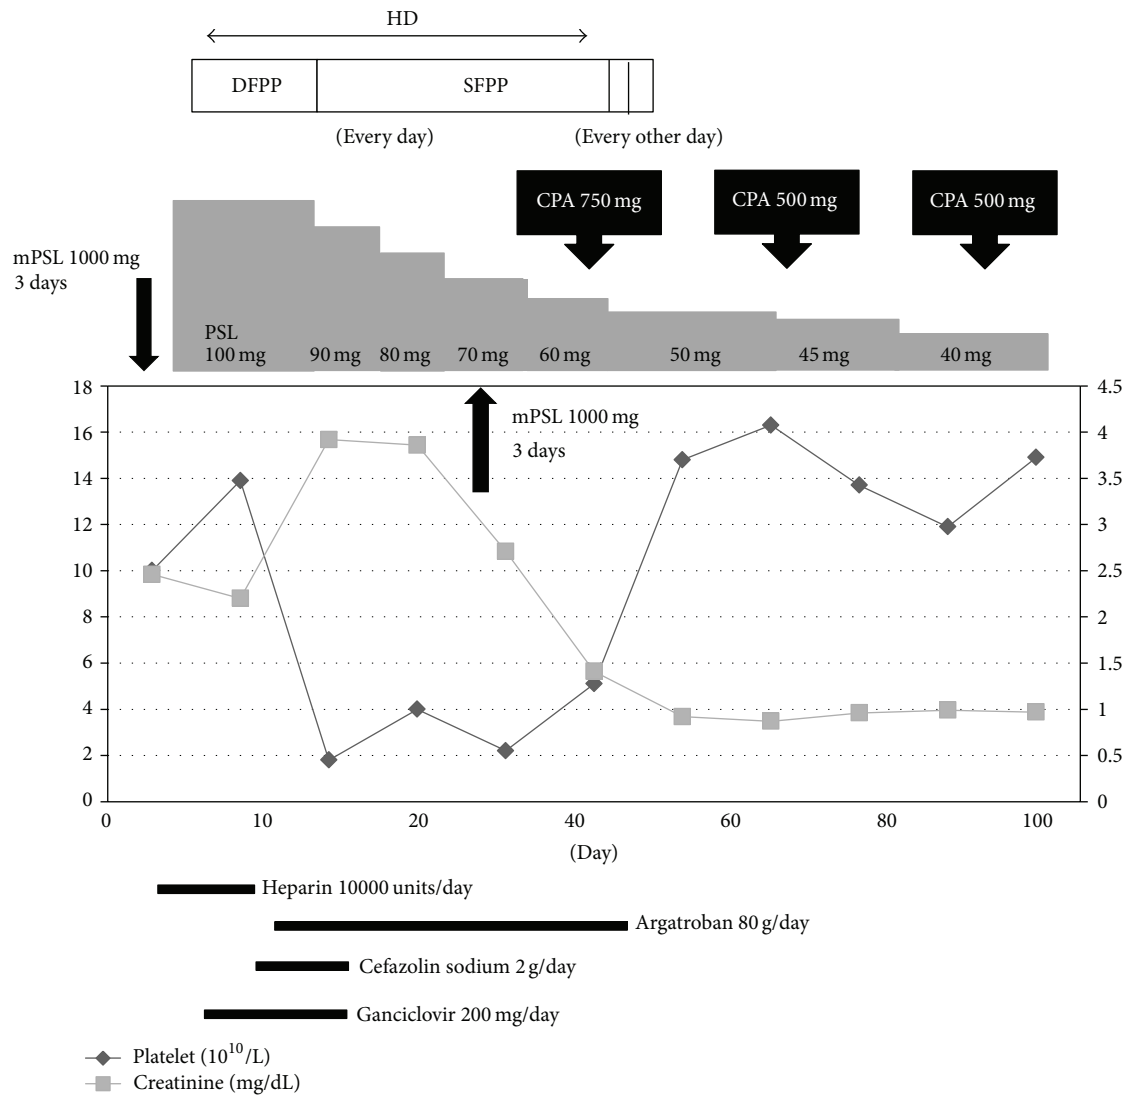 HD
DFPP
SFPP
(Every day)
(Every other day)
CPA 750 mg
CPA 500 mg
CPA 500 mg
mPSL 1000 mg
3 days
PSL
100 mg
90 mg
80 mg
70 mg
60 mg
50 mg
45 mg
40 mg
mPSL 1000 mg
3 days
18
16
14
12
10
8
6
4
2
0
4.5
4
3.5
3
2.5
2
1.5
1
0.5
0
0
10
20
40
60
80
100
(Day)
Heparin 10000 units/day
Argatroban 80 g/day
Cefazolin sodium 2 g/day
Ganciclovir 200 mg/day
Platelet (10¹⁰/L)
Creatinine (mg/dL)